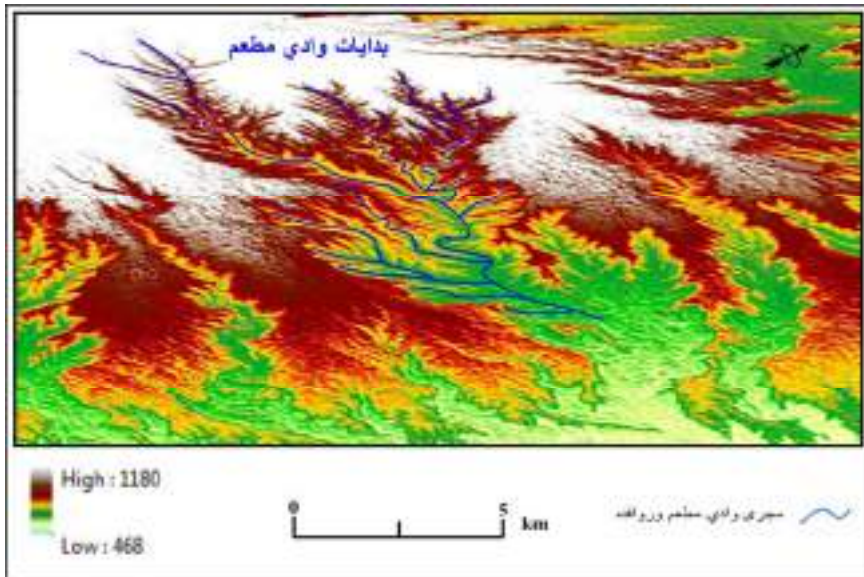 بدايات وادي مطعم
High : 1180
Low : 468
0 5
km
مجرى وادي مطعم وروافده